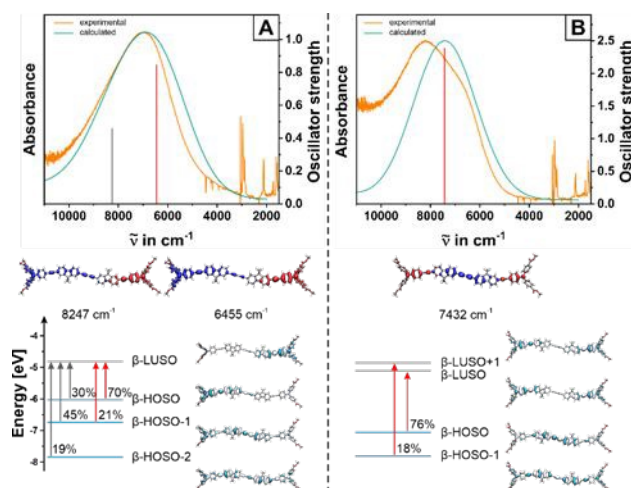 experimental
calculated
A
Absorbance
Oscillator strength
1.0
0.8
0.6
0.4
0.2
0.0
10000 8000 6000 4000 2000
ṽ in cm⁻¹
experimental
calculated
B
Absorbance
Oscillator strength
2.5
2.0
1.5
1.0
0.5
0.0
10000 8000 6000 4000 2000
ṽ in cm⁻¹
8247 cm⁻¹
6455 cm⁻¹
7432 cm⁻¹
Energy [eV]
-4
-5
-6
-7
-8
β-LUSO
30% 70%
β-HOSO
45% 21%
β-HOSO-1
19%
β-HOSO-2
β-LUSO+1
β-LUSO
76%
β-HOSO
18%
β-HOSO-1